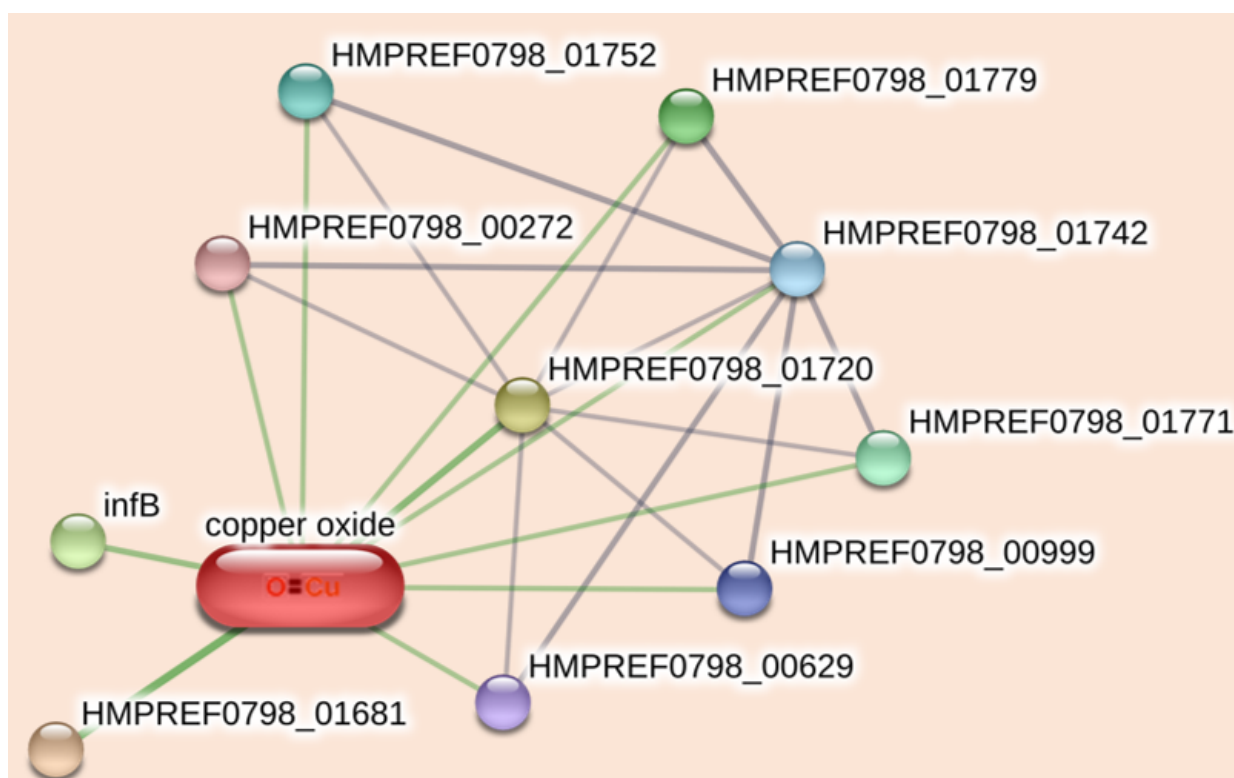 HMPREF0798_01752
HMPREF0798_01779
HMPREF0798_00272
HMPREF0798_01742
HMPREF0798_01720
HMPREF0798_01771
infB
copper oxide
O=Cu
HMPREF0798_00999
HMPREF0798_00629
HMPREF0798_01681